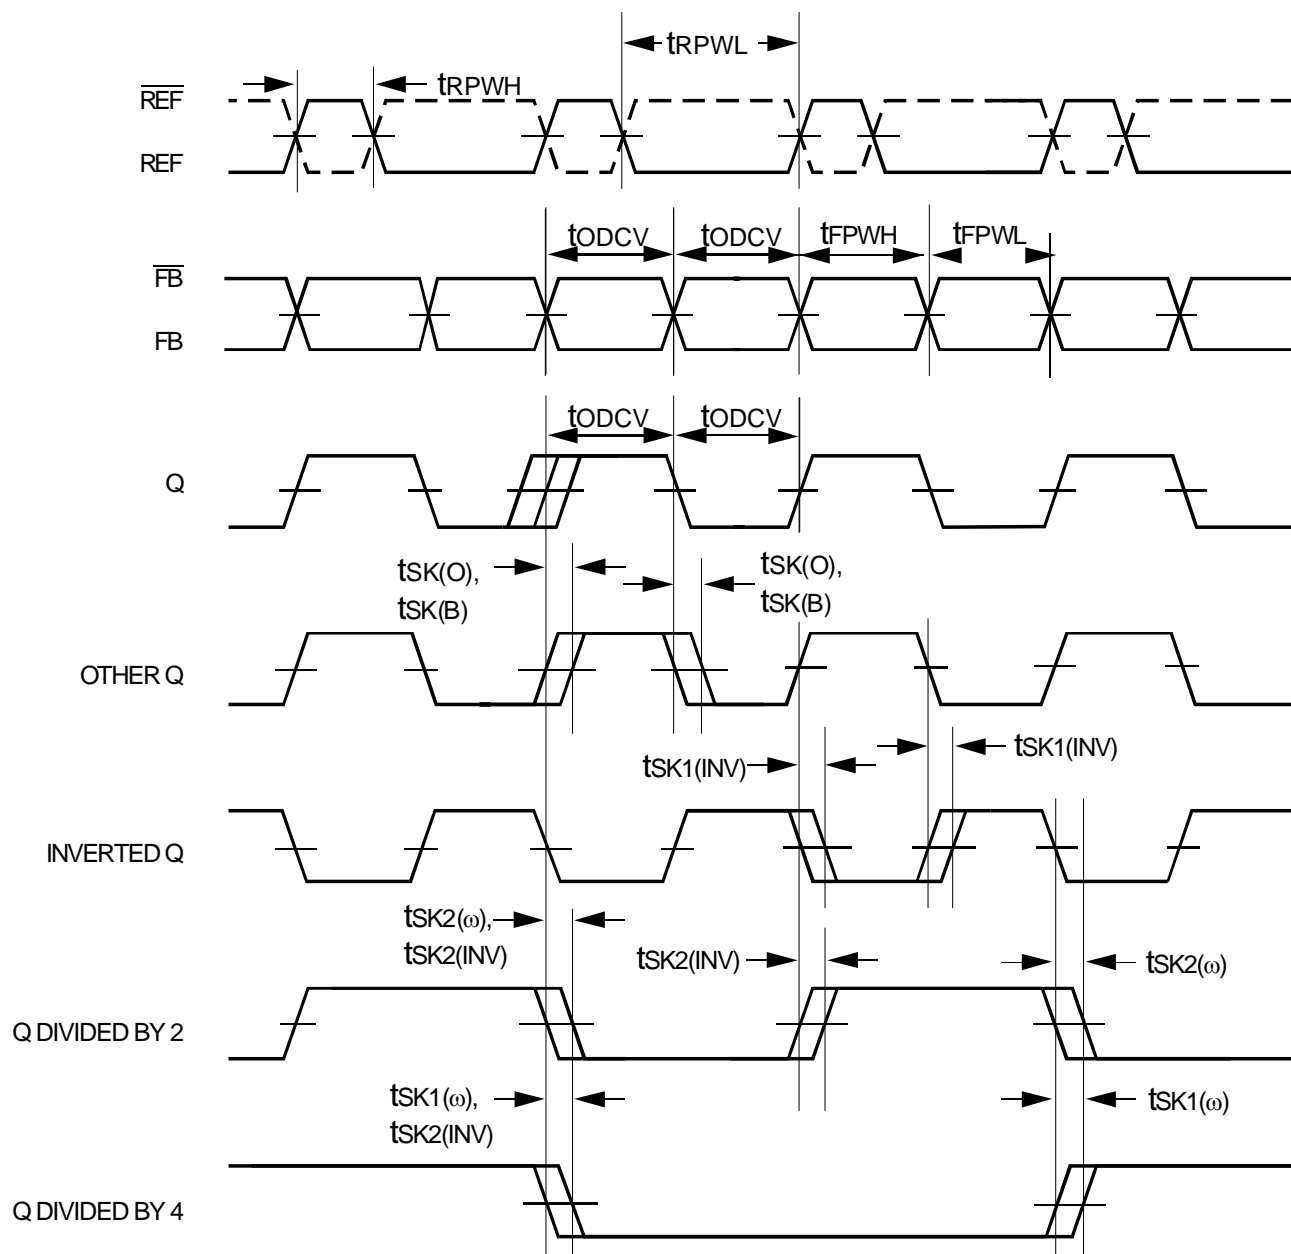 tRPWL
tRPWH
REF
REF
tODCV tODCV tFPWH tFPWL
FB
FB
tODCV tODCV
Q
tSK(O),
tSK(B)
tSK(O),
tSK(B)
OTHER Q
tSK1(INV)
tSK1(INV)
INVERTED Q
tSK2(ω),
tSK2(INV)
tSK2(INV)
tSK2(ω)
Q DIVIDED BY 2
tSK1(ω),
tSK2(INV)
tSK1(ω)
Q DIVIDED BY 4